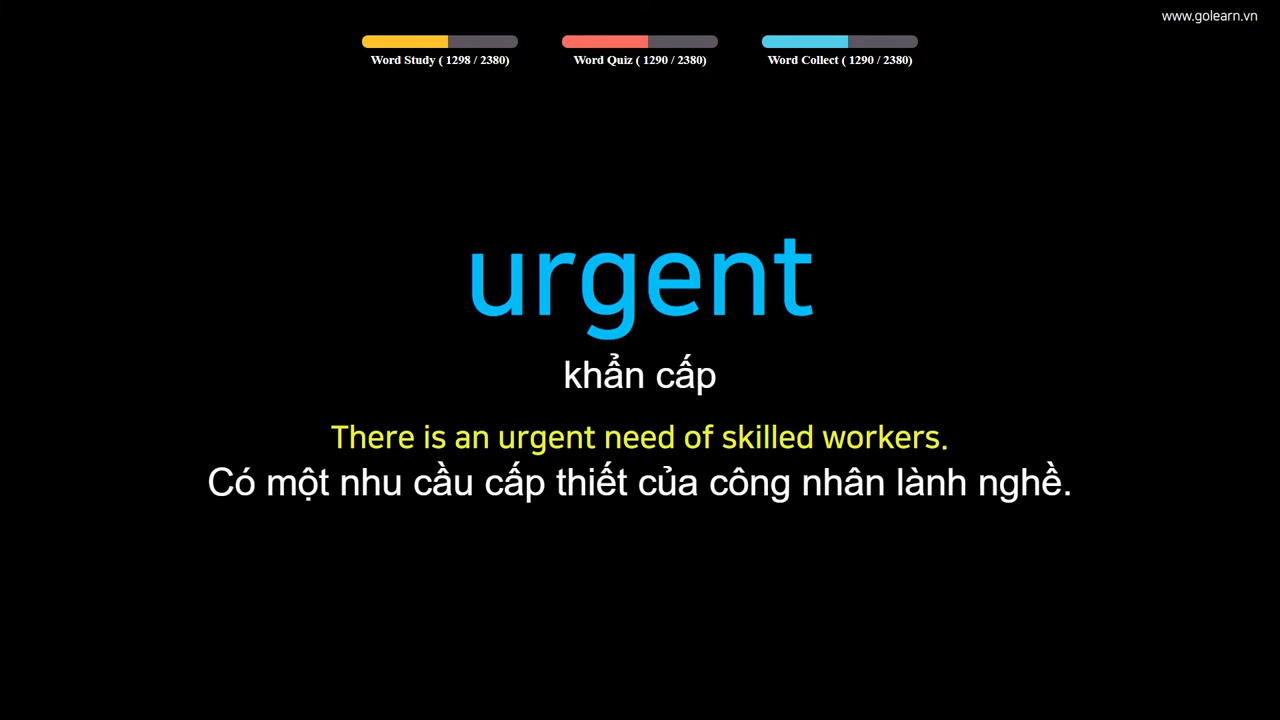 www.golearn.vn
Word Study ( 1298 / 2380)
Word Quiz ( 1290 / 2380)
Word Collect ( 1290 / 2380)
urgent
khẩn cấp
There is an urgent need of skilled workers.
Có một nhu cầu cấp thiết của công nhân lành nghề.